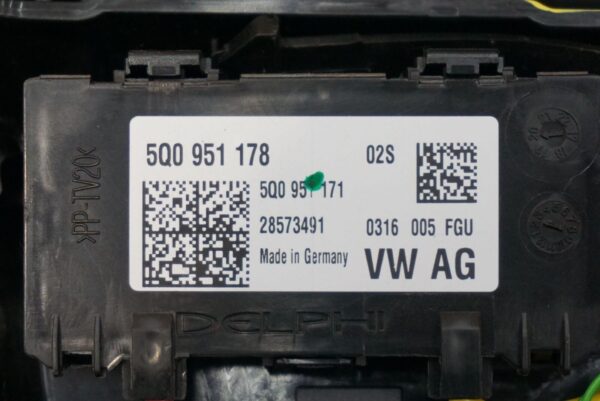 5Q0 951 178 02S
5Q0 951 171
28573491 0316 005 FGU
Made in Germany VW AG
>PP-TV20<
DELPHI